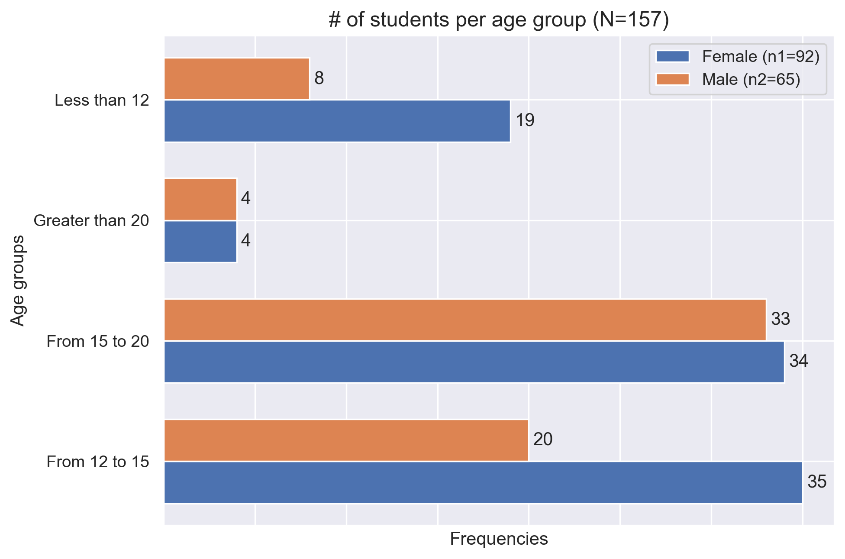 # of students per age group (N=157)
Female (n1=92)
Male (n2=65)
Age groups
Less than 12
8
19
Greater than 20
4
4
From 15 to 20
33
34
From 12 to 15
20
35
Frequencies